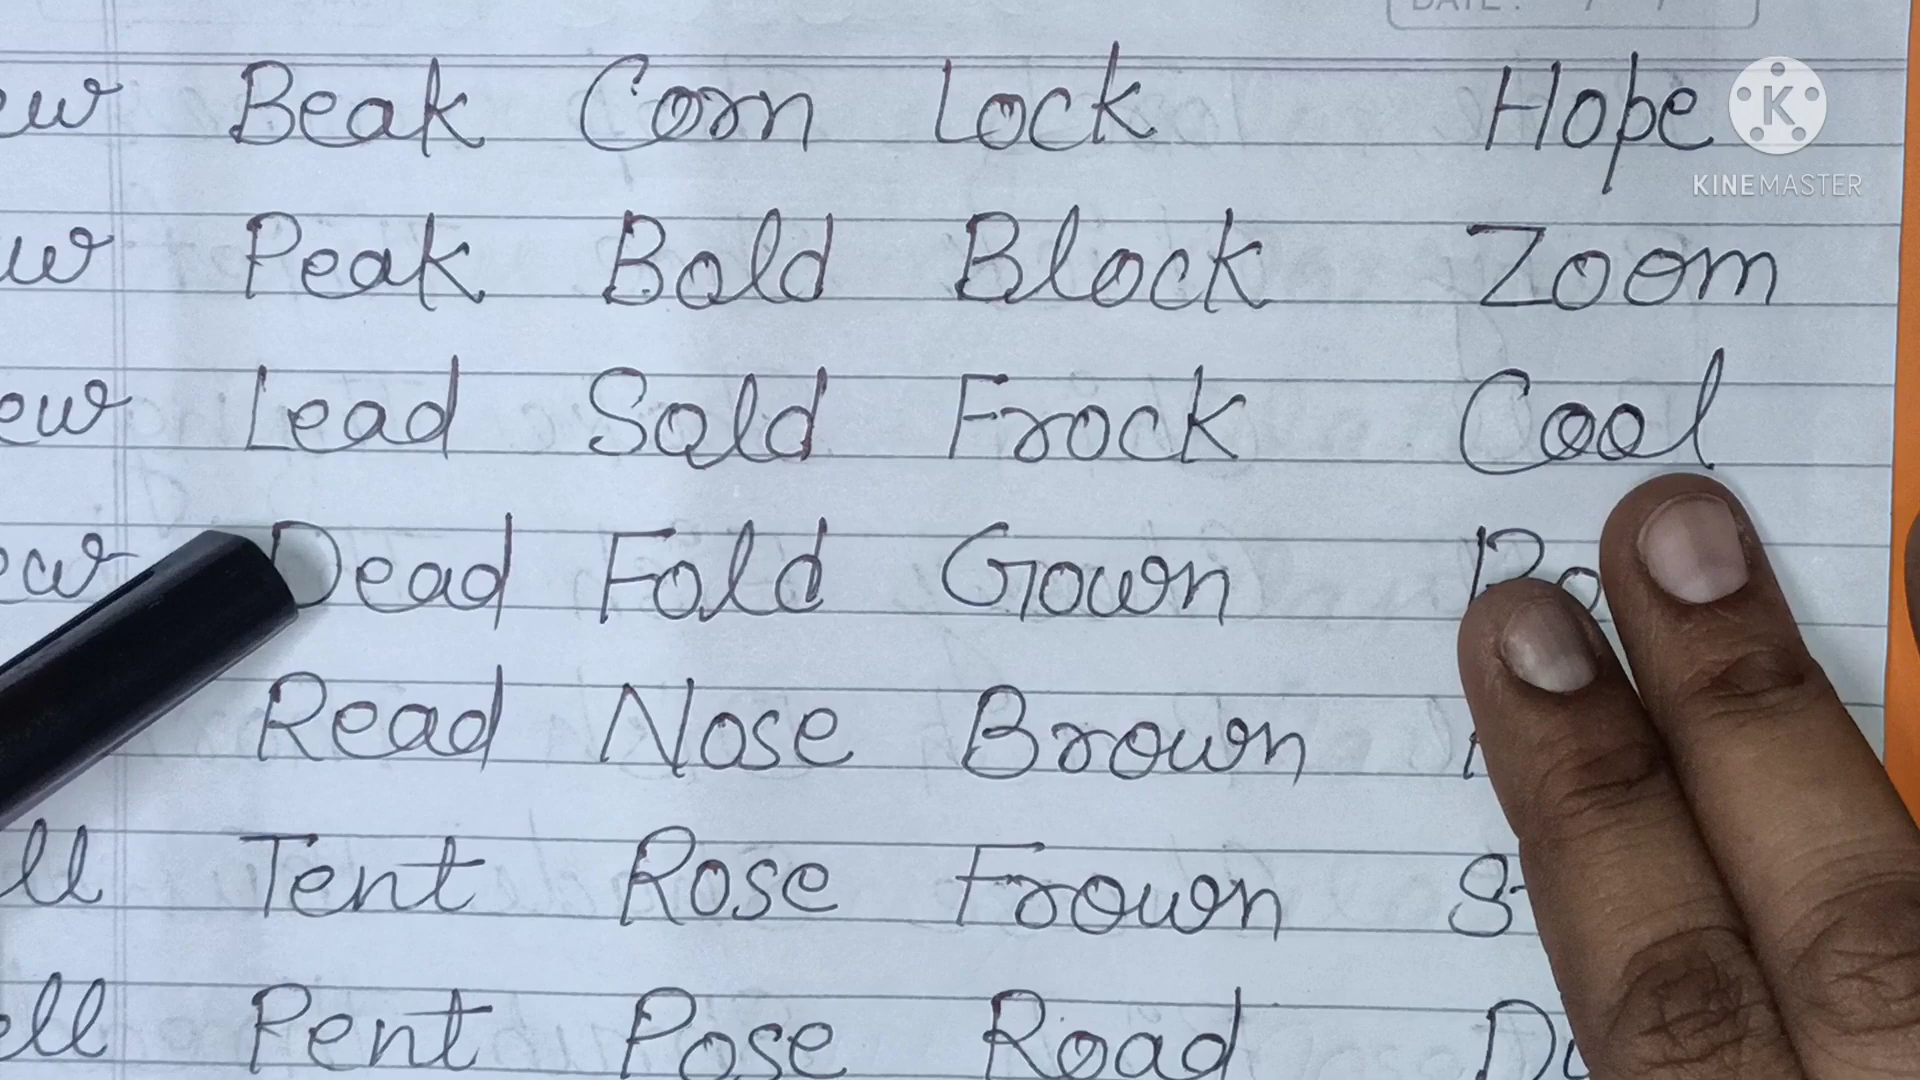 DATE: / /
Beak Corn Lock Hope
KINEMASTER
Peak Bold Block Zoom
Lead Sold Frock Cool
Dead Fold Gown
Read Nose Brown
Tent Rose Frown
Pent Pose Road